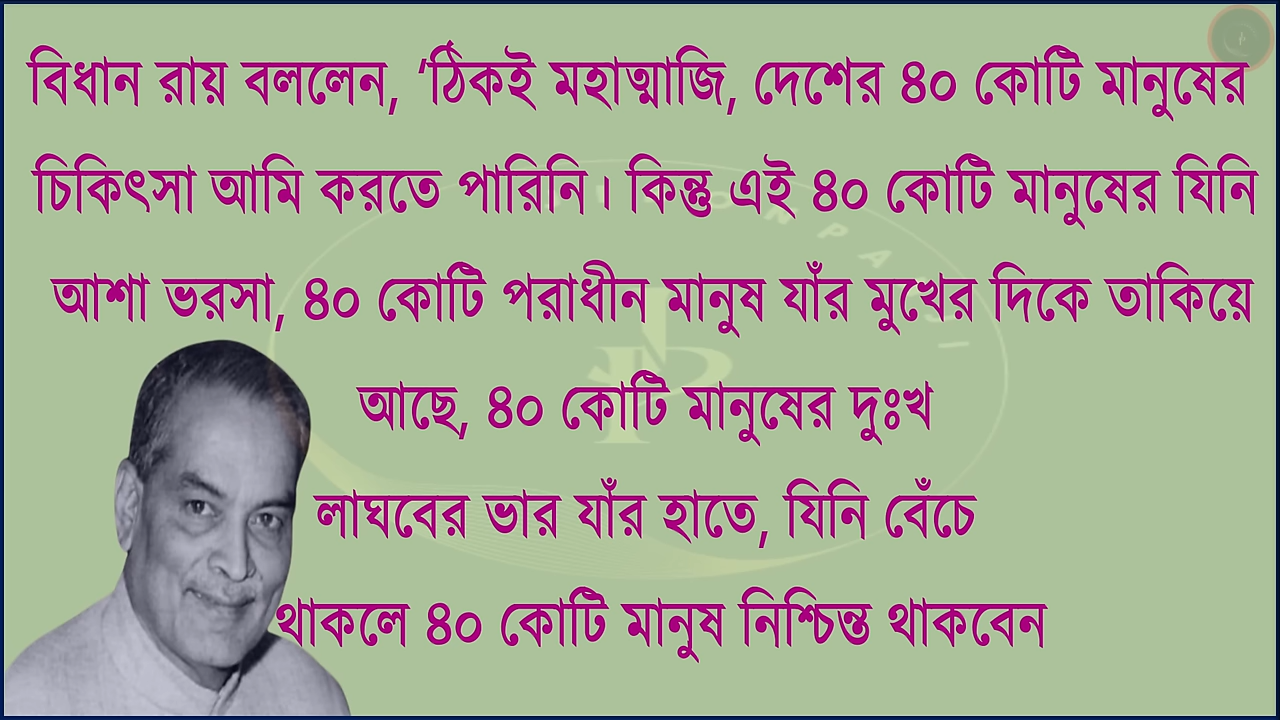 বিধান রায় বললেন, ‘ঠিকই মহাত্মাজি, দেশের ৪০ কোটি মানুষের
চিকিৎসা আমি করতে পারিনি। কিন্তু এই ৪০ কোটি মানুষের যিনি
আশা ভরসা, ৪০ কোটি পরাধীন মানুষ যাঁর মুখের দিকে তাকিয়ে
আছে, ৪০ কোটি মানুষের দুঃখ
লাঘবের ভার যাঁর হাতে, যিনি বেঁচে
থাকলে ৪০ কোটি মানুষ নিশ্চিন্ত থাকবেন